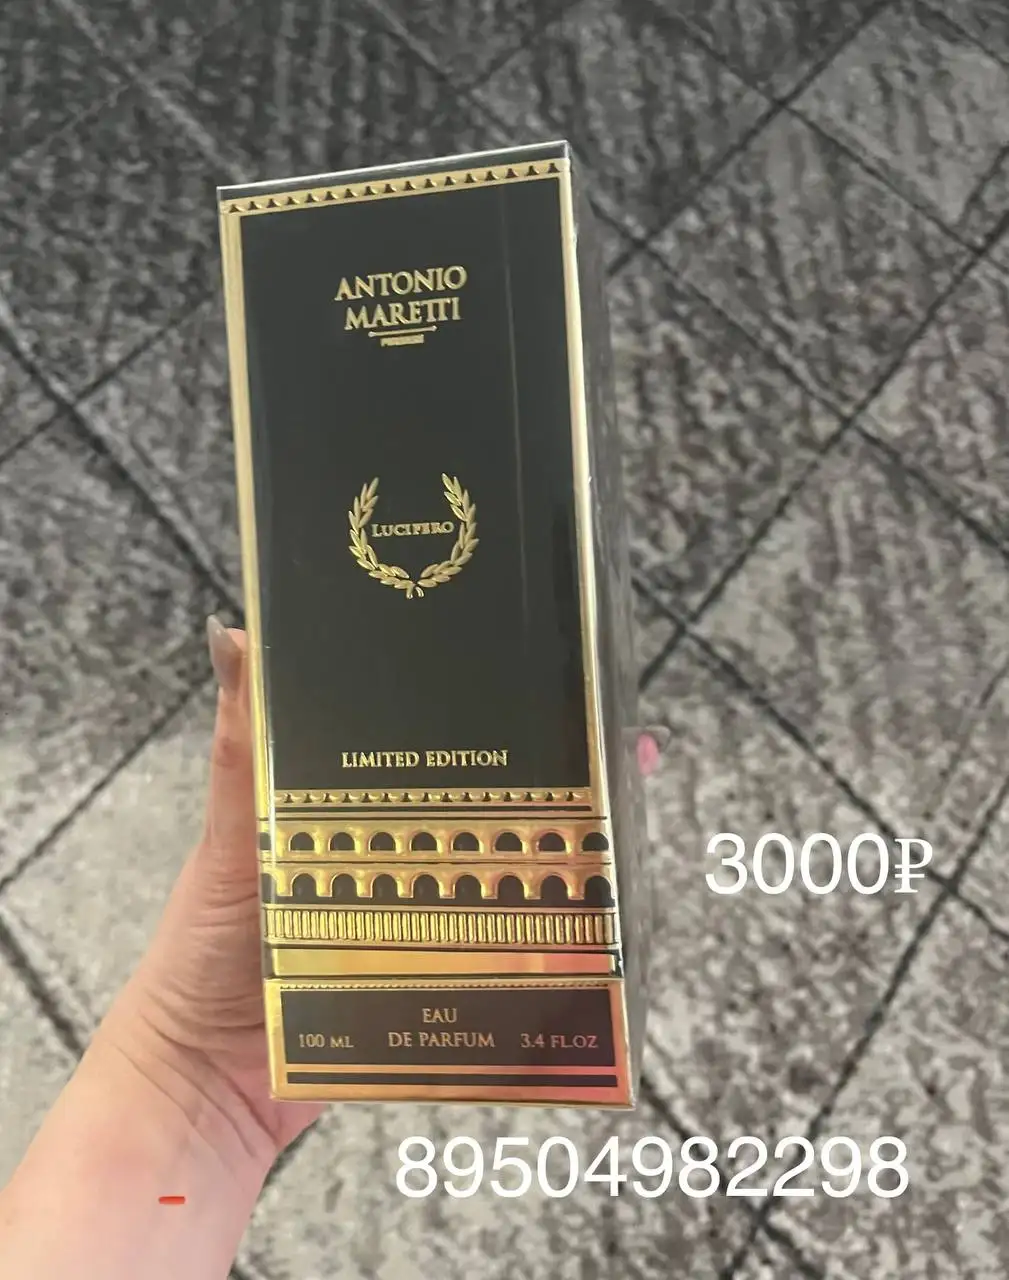 ANTONIO
MARETTI
LUCIFERO
LIMITED EDITION
3000₽
EAU
100 ML DE PARFUM 3.4 FL.OZ
89504982298